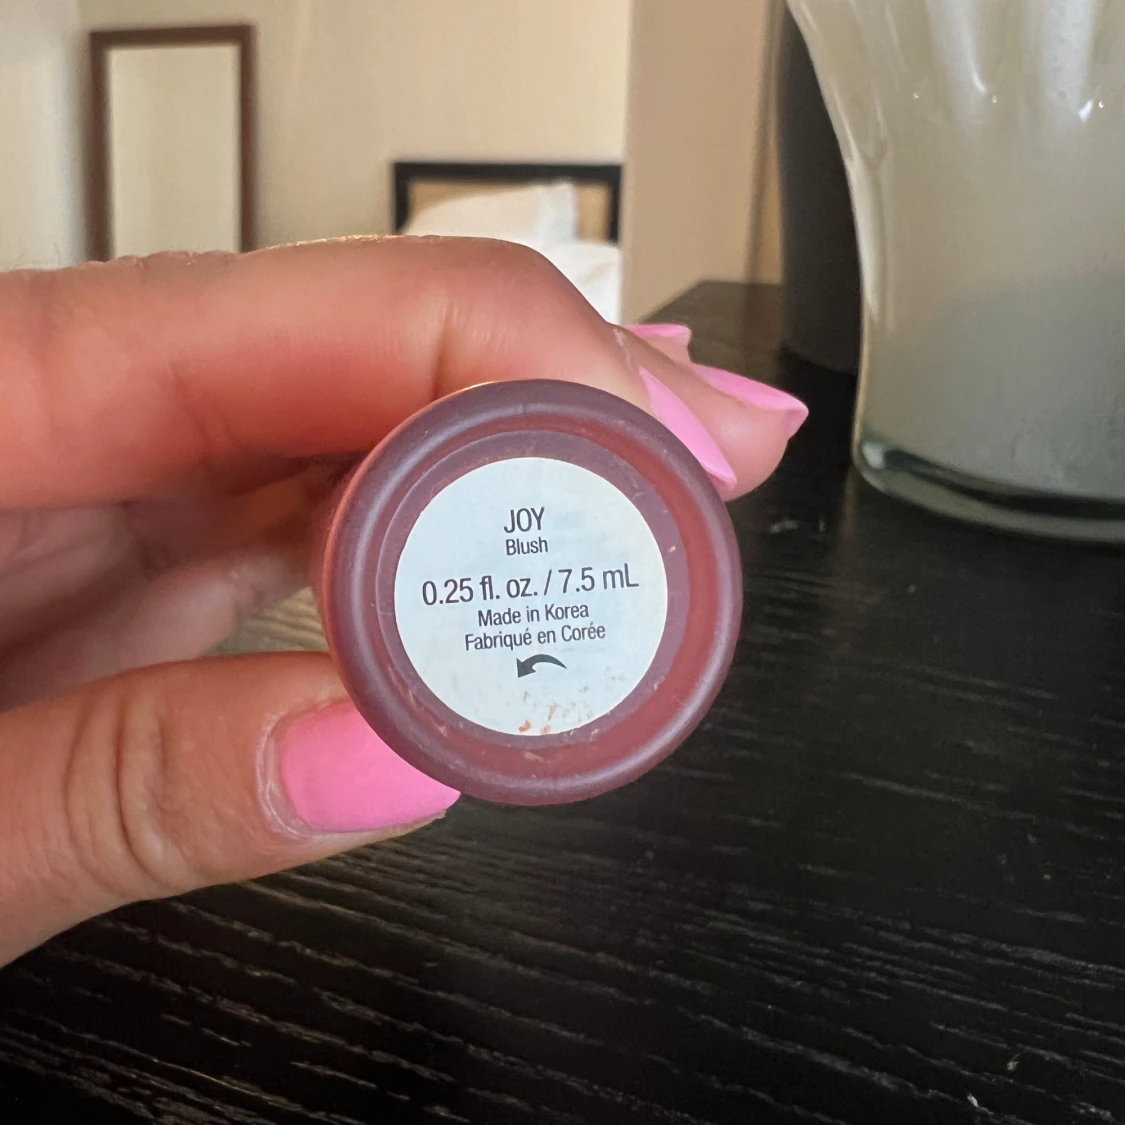 JOY
Blush
0.25 fl. oz. / 7.5 mL
Made in Korea
Fabriqué en Corée